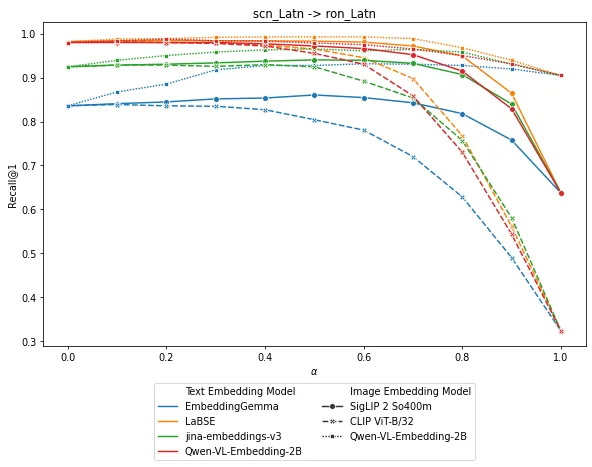 scn_Latn -> ron_Latn
Recall@1
1.0
0.9
0.8
0.7
0.6
0.5
0.4
0.3
0.0 0.2 0.4 0.6 0.8 1.0
α
Text Embedding Model
EmbeddingGemma
LaBSE
jina-embeddings-v3
Qwen-VL-Embedding-2B
Image Embedding Model
SigLIP 2 So400m
CLIP ViT-B/32
Qwen-VL-Embedding-2B